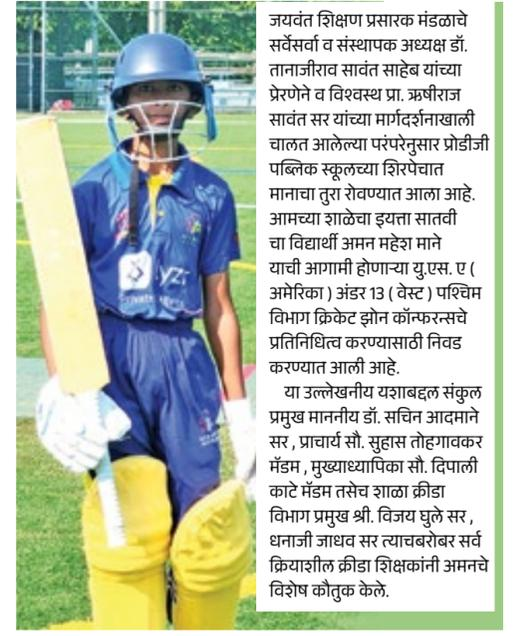 जयवंत शिक्षण प्रसारक मंडळाचे
सर्वेसर्वा व संस्थापक अध्यक्ष डॉ.
तानाजीराव सावंत साहेब यांच्या
प्रेरणेने व विश्वस्थ प्रा. ऋषीराज
सावंत सर यांच्या मार्गदर्शनाखाली
चालत आलेल्या परंपरेनुसार प्रोडीजी
पब्लिक स्कूलच्या शिरपेचात
मानाचा तुरा रोवण्यात आला आहे.
आमच्या शाळेचा इयत्ता सातवी
चा विद्यार्थी अमन महेश माने
याची आगामी होणाऱ्या यु.एस. ए (
अमेरिका ) अंडर 13 ( वेस्ट ) पश्चिम
विभाग क्रिकेट झोन कॉन्फरन्सचे
प्रतिनिधित्व करण्यासाठी निवड
करण्यात आली आहे.
या उल्लेखनीय यशाबद्दल संकुल
प्रमुख माननीय डॉ. सचिन आदमाने
सर , प्राचार्य सौ. सुहास तोहगावकर
मॅडम , मुख्याध्यापिका सौ. दिपाली
काटे मॅडम तसेच शाळा क्रीडा
विभाग प्रमुख श्री. विजय घुले सर ,
धनाजी जाधव सर त्याचबरोबर सर्व
क्रियाशील क्रीडा शिक्षकांनी अमनचे
विशेष कौतुक केले.